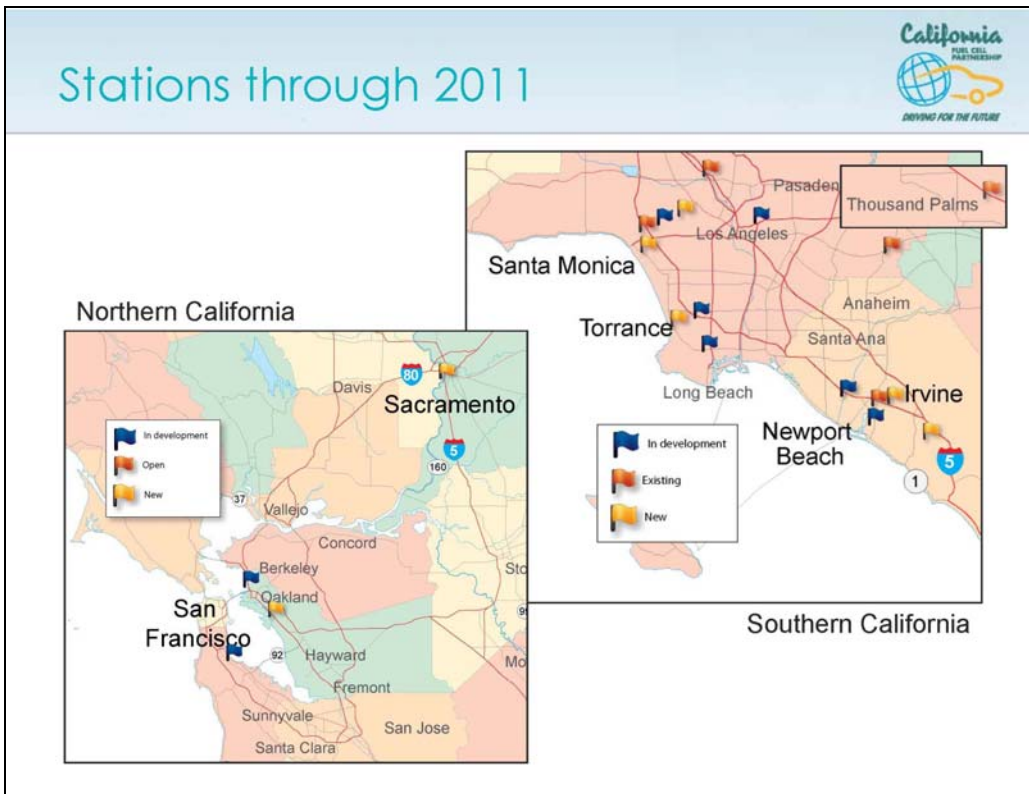 Stations through 2011
California
FUEL CELL
PARTNERSHIP
DRIVING FOR THE FUTURE
Pasaden
Thousand Palms
Los Angeles
Santa Monica
Anaheim
Torrance
Santa Ana
Long Beach
Irvine
Newport
Beach
5
1
In development
Existing
New
Southern California
Northern California
80
Davis
Sacramento
5
160
In development
Open
New
37
Vallejo
Concord
Sto
Berkeley
Oakland
99
San
Francisco
92
Hayward
Mo
Fremont
Sunnyvale
San Jose
Santa Clara